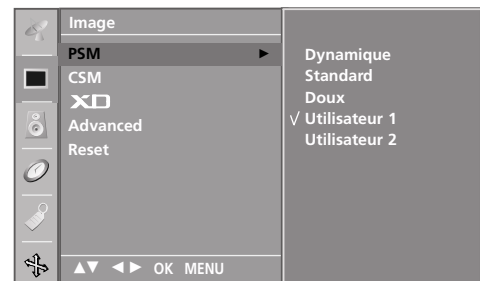 Image
PSM ►
CSM
XD
Advanced
Reset
▲▼ ◄► OK MENU
Dynamique
Standard
Doux
√ Utilisateur 1
Utilisateur 2